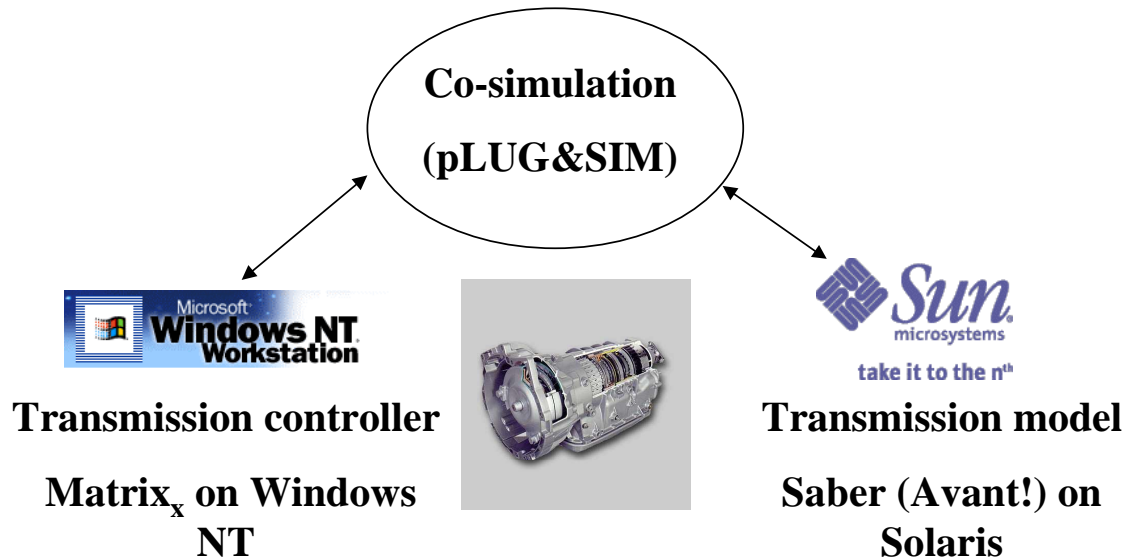 Co-simulation
(pLUG&SIM)
Microsoft
Windows NT
Workstation
Sun
microsystems
take it to the nth
Transmission controller
Matrixx on Windows
NT
Transmission model
Saber (Avant!) on
Solaris